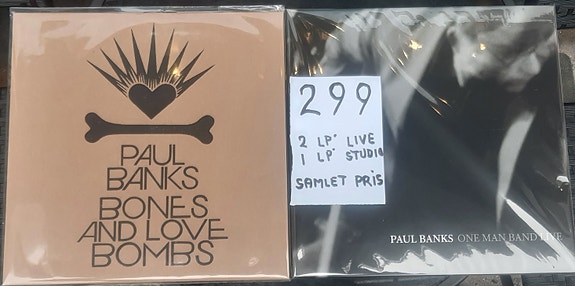 PAUL
BANKS
BONES
AND LOVE
BOMBS
299
2 LP' LIVE
1 LP' STUDIO
SAMLET PRIS
PAUL BANKS ONE MAN BAND LIVE